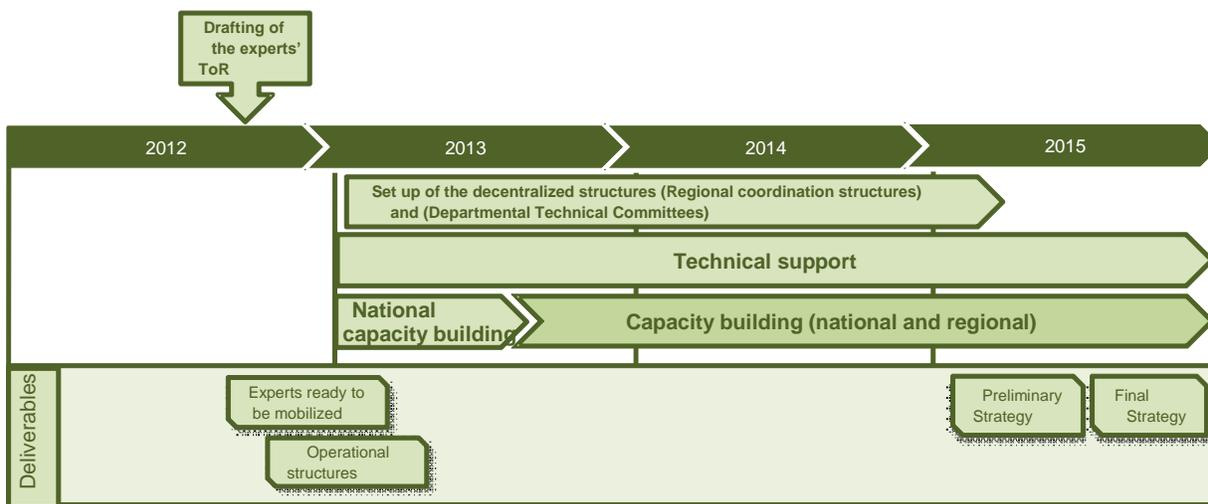 Drafting of
the experts’
ToR
2012
2013
2014
2015
Set up of the decentralized structures (Regional coordination structures)
and (Departmental Technical Committees)
Technical support
National
capacity building
Capacity building (national and regional)
Deliverables
Experts ready to
be mobilized
Operational
structures
Preliminary
Strategy
Final
Strategy